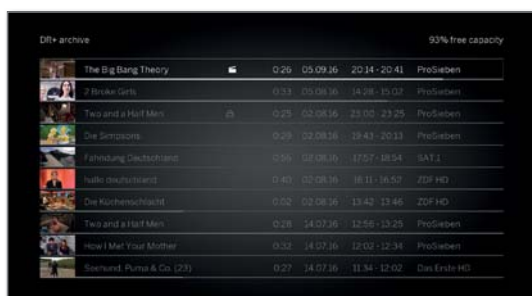 DR+ archive 93% free capacity
The Big Bang Theory 0:26 05.09.16 20:14 - 20:41 ProSieben
2 Broke Girls 0:33 05.08.16 14:28 - 15:02 ProSieben
Two and a Half Men 0:25 02.08.16 23:00 - 23:25 ProSieben
Die Simpsons 0:29 02.08.16 19:43 - 20:13 ProSieben
Fahndung Deutschland 0:56 02.08.16 17:57 - 18:54 SAT.1
hallo deutschland 0:40 02.08.16 16:11 - 16:52 ZDF HD
Die Küchenschlacht 0:02 02.08.16 13:42 - 13:46 ZDF HD
Two and a Half Men 0:28 14.07.16 12:56 - 13:25 ProSieben
How I Met Your Mother 0:32 14.07.16 12:02 - 12:34 ProSieben
Seehund, Puma & Co. (23) 0:27 14.07.16 11:34 - 12:02 Das Erste HD